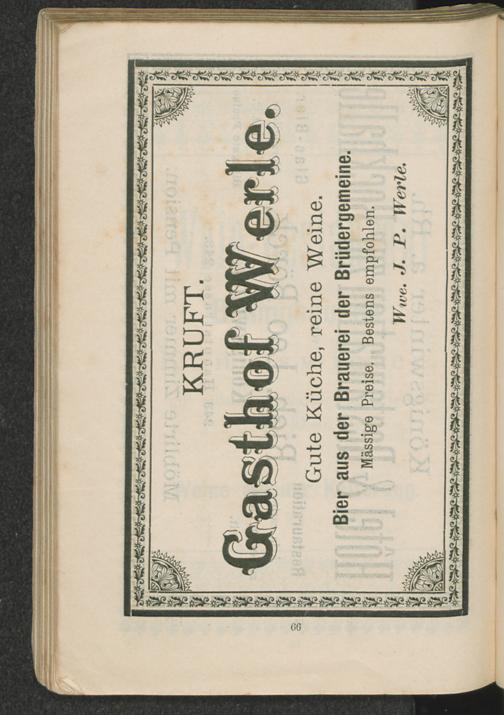 KRUFT.
Gasthof Werle.
Gute Küche, reine Weine.
Bier aus der Brauerei der Brüdergemeine.
Mässige Preise. Bestens empfohlen.
Wwe. J. P. Werle.
66